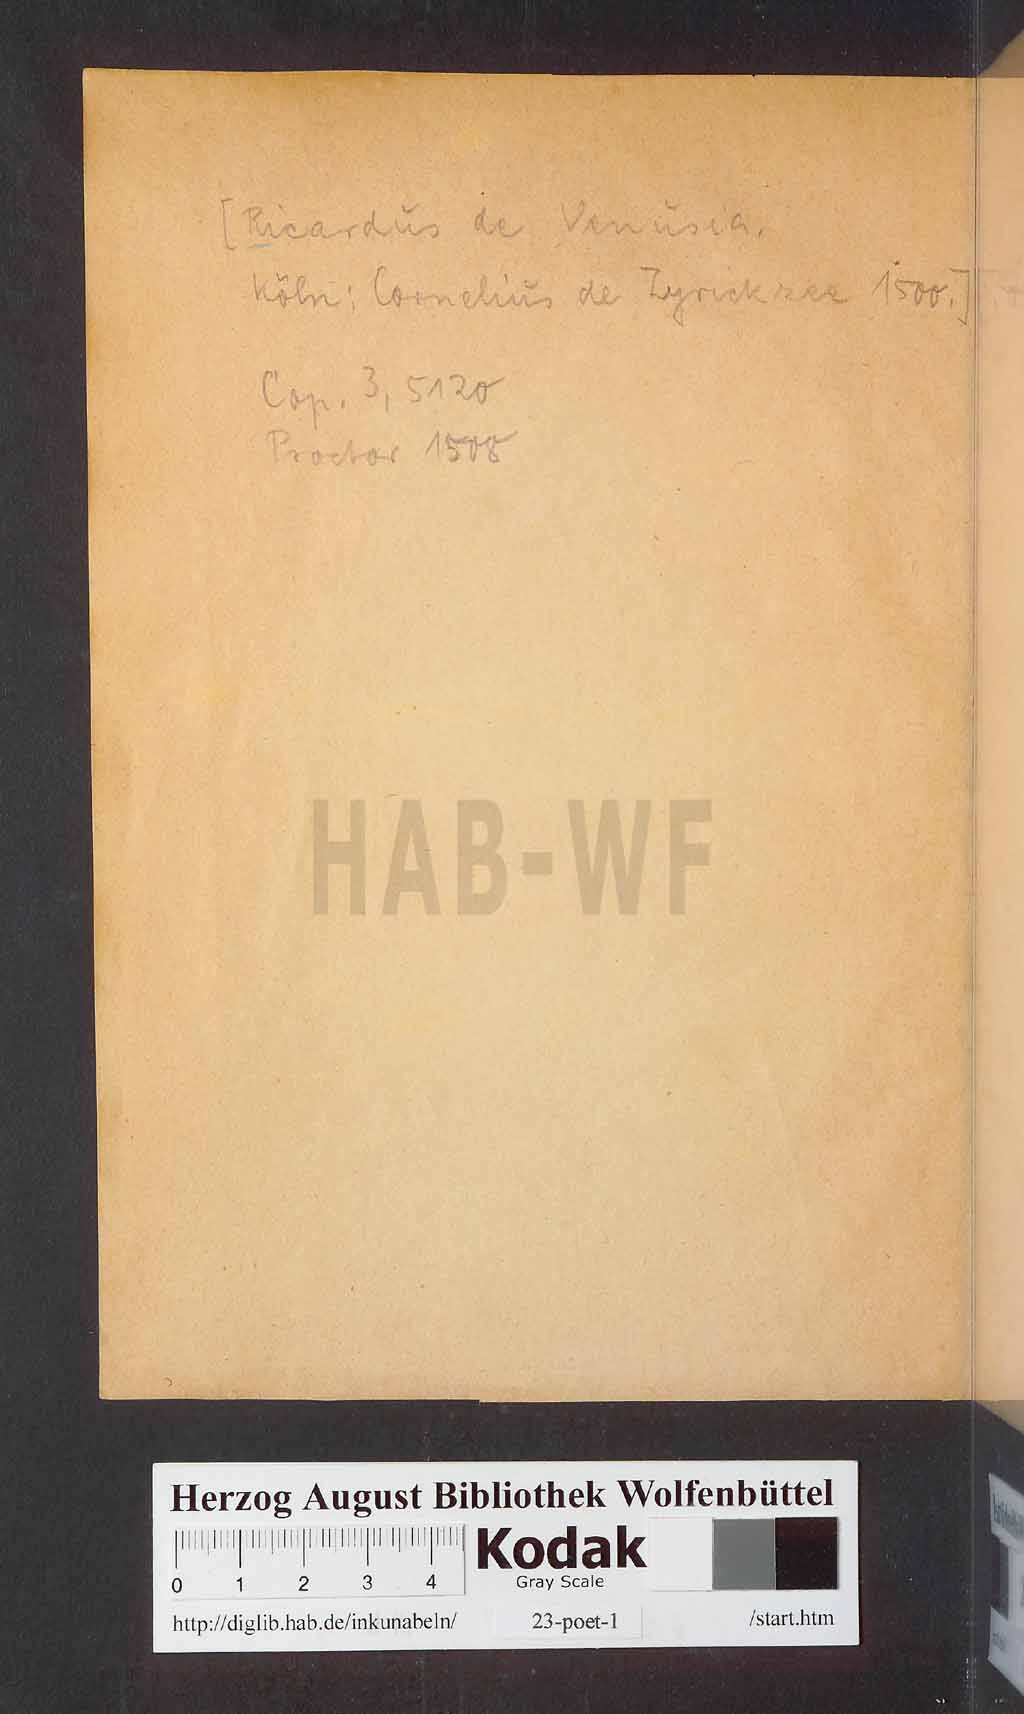 [Ricardus de Venusia.
Köln: Cornelius de Zyrickzee 1500.]
Cop. 3, 5120
Proctor 1508
HAB-WF
Herzog August Bibliothek Wolfenbüttel
Kodak
Gray Scale
0 1 2 3 4
http://diglib.hab.de/inkunabeln/ 23-poet-1 /start.htm